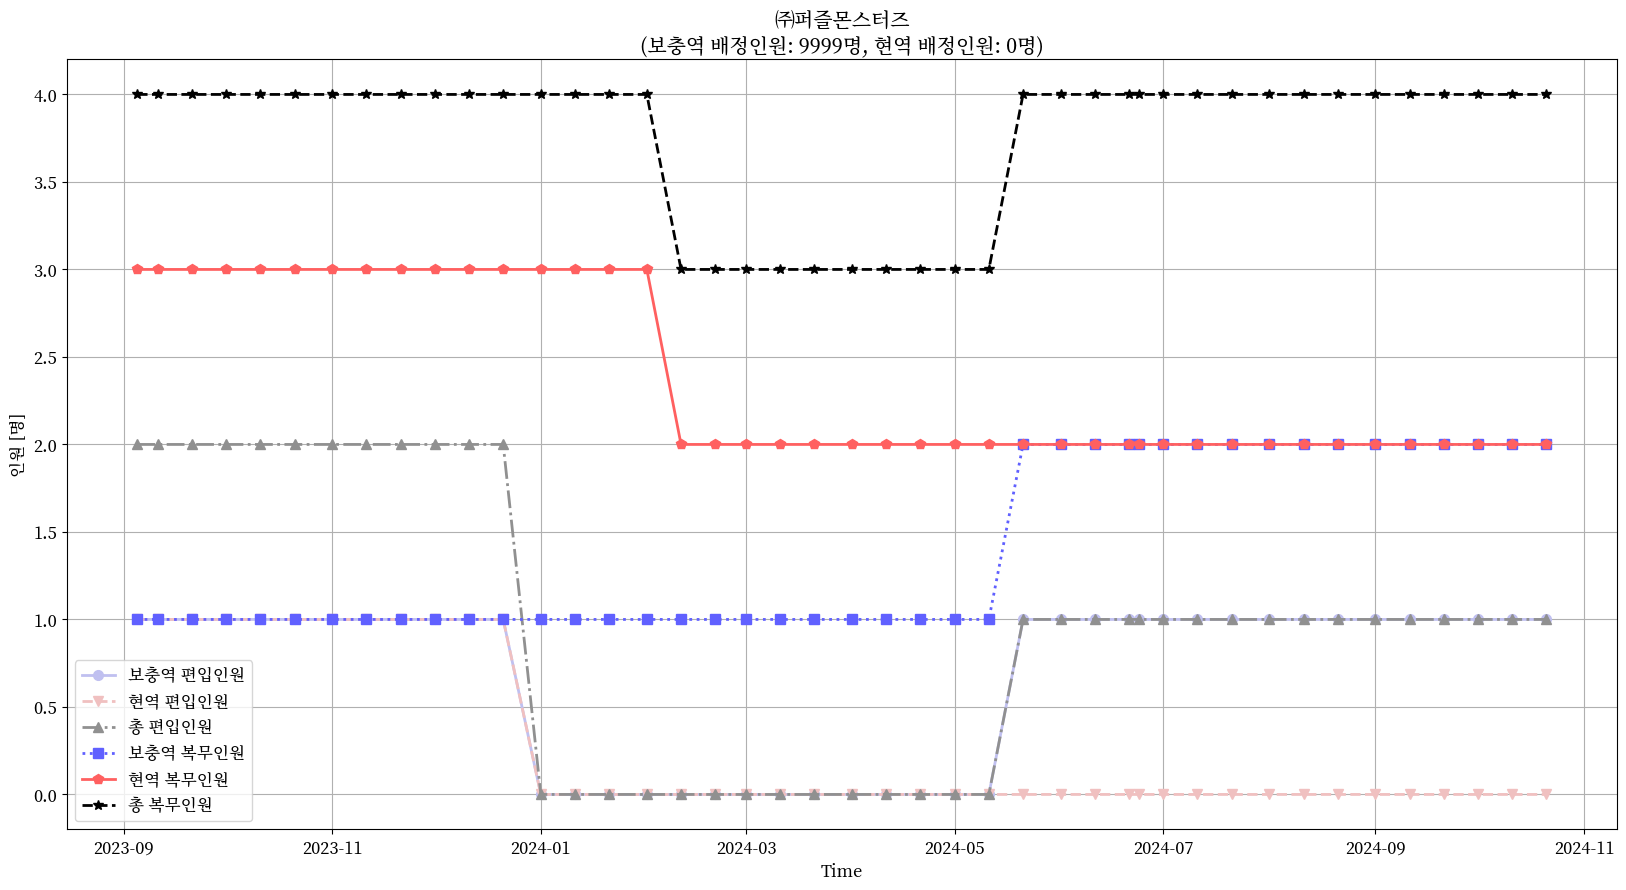 ㈜퍼즐몬스터즈
(보충역 배정인원: 9999명, 현역 배정인원: 0명)
인원 [명]
4.0
3.5
3.0
2.5
2.0
1.5
1.0
0.5
0.0
보충역 편입인원
현역 편입인원
총 편입인원
보충역 복무인원
현역 복무인원
총 복무인원
2023-09 2023-11 2024-01 2024-03 2024-05 2024-07 2024-09 2024-11
Time